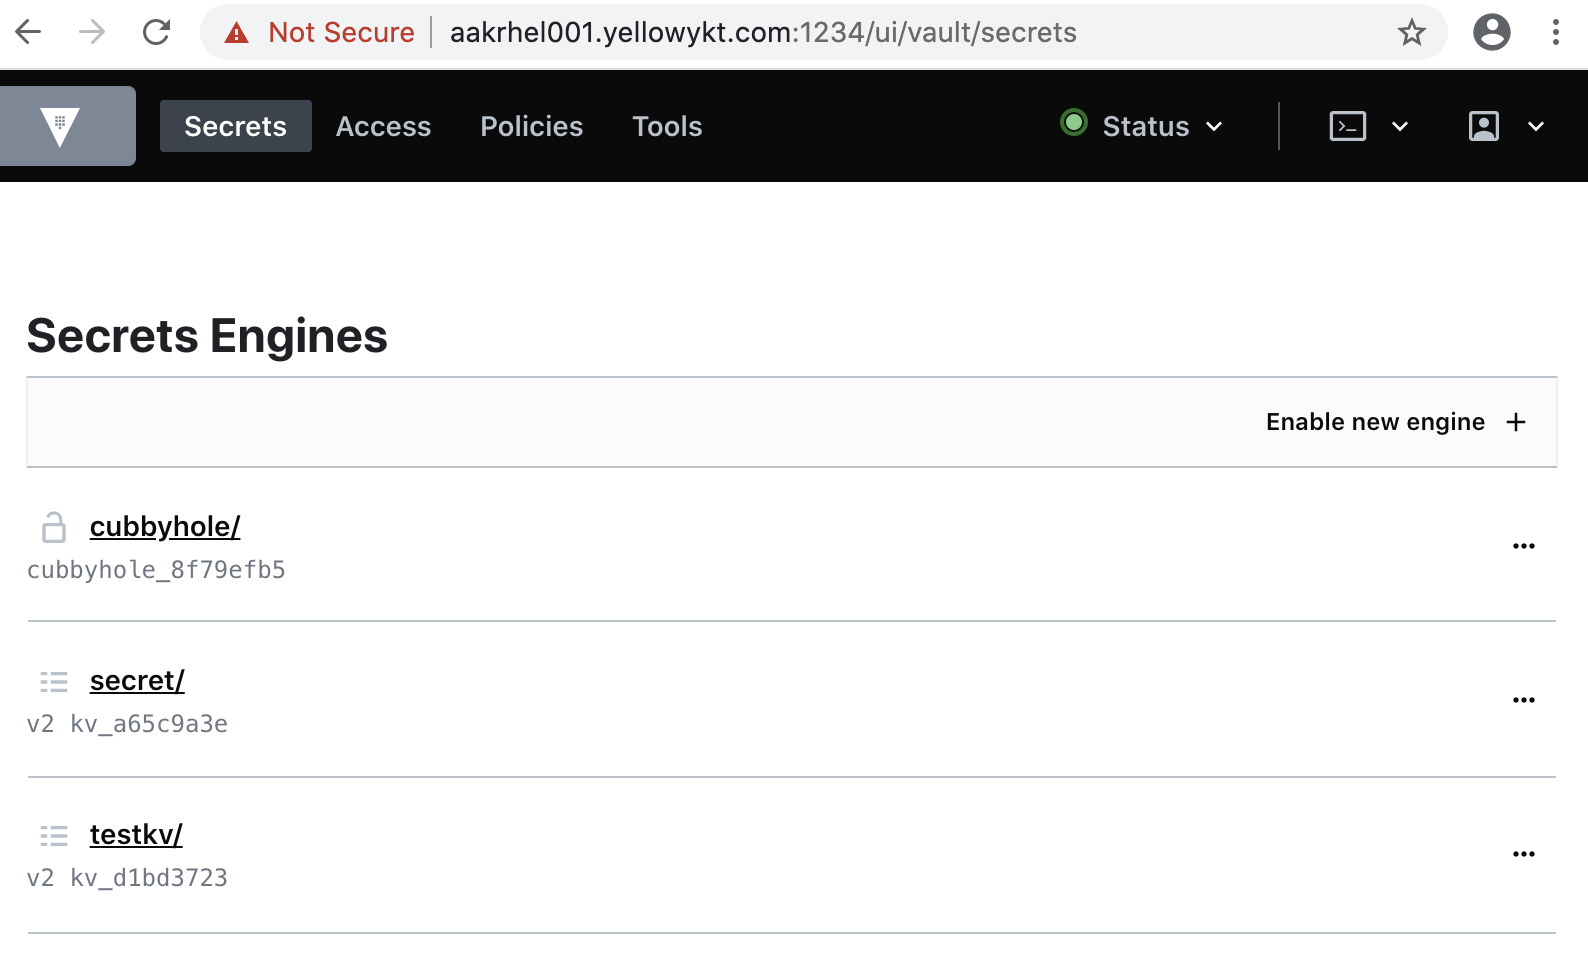 Not Secure aakrhel001.yellowykt.com:1234/ui/vault/secrets
Secrets Access Policies Tools Status
Secrets Engines
Enable new engine +
cubbyhole/
cubbyhole_8f79efb5
secret/
v2 kv_a65c9a3e
testkv/
v2 kv_d1bd3723